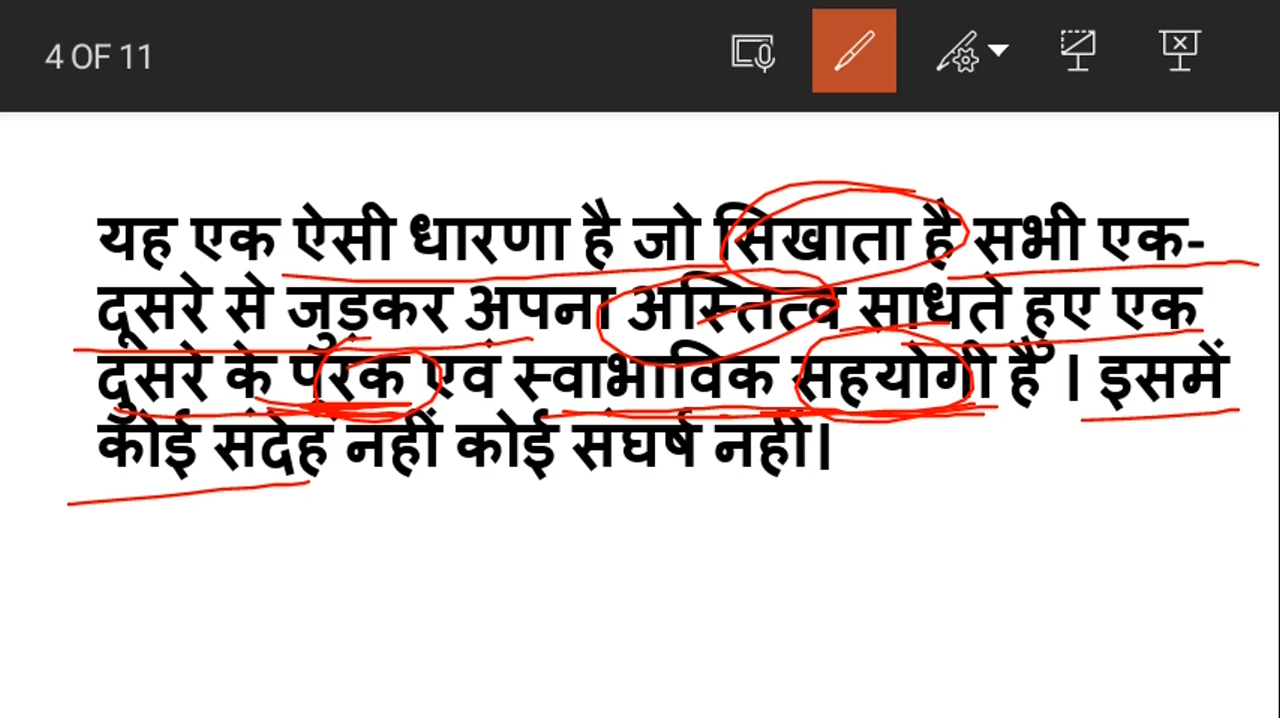 4 OF 11
यह एक ऐसी धारणा है जो सिखाता है सभी एक-
दूसरे से जुड़कर अपना अस्तित्व साधते हुए एक
दुसरे के पुरक एवं स्वाभाविक सहयोगी है । इसमें
कोई संदेह नहीं कोई संघर्ष नहीं।